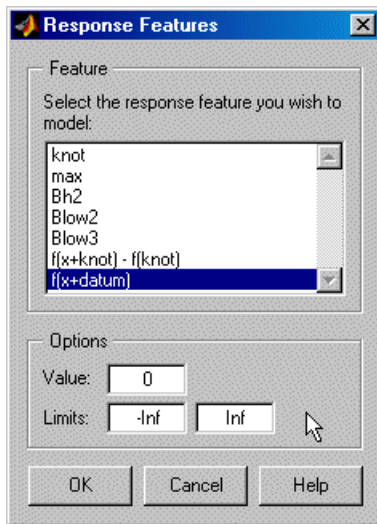 Response Features
Feature
Select the response feature you wish to
model:
knot
max
Bh2
Blow2
Blow3
f(x+knot) - f(knot)
f(x+datum)
Options
Value: 0
Limits: -Inf Inf
OK Cancel Help